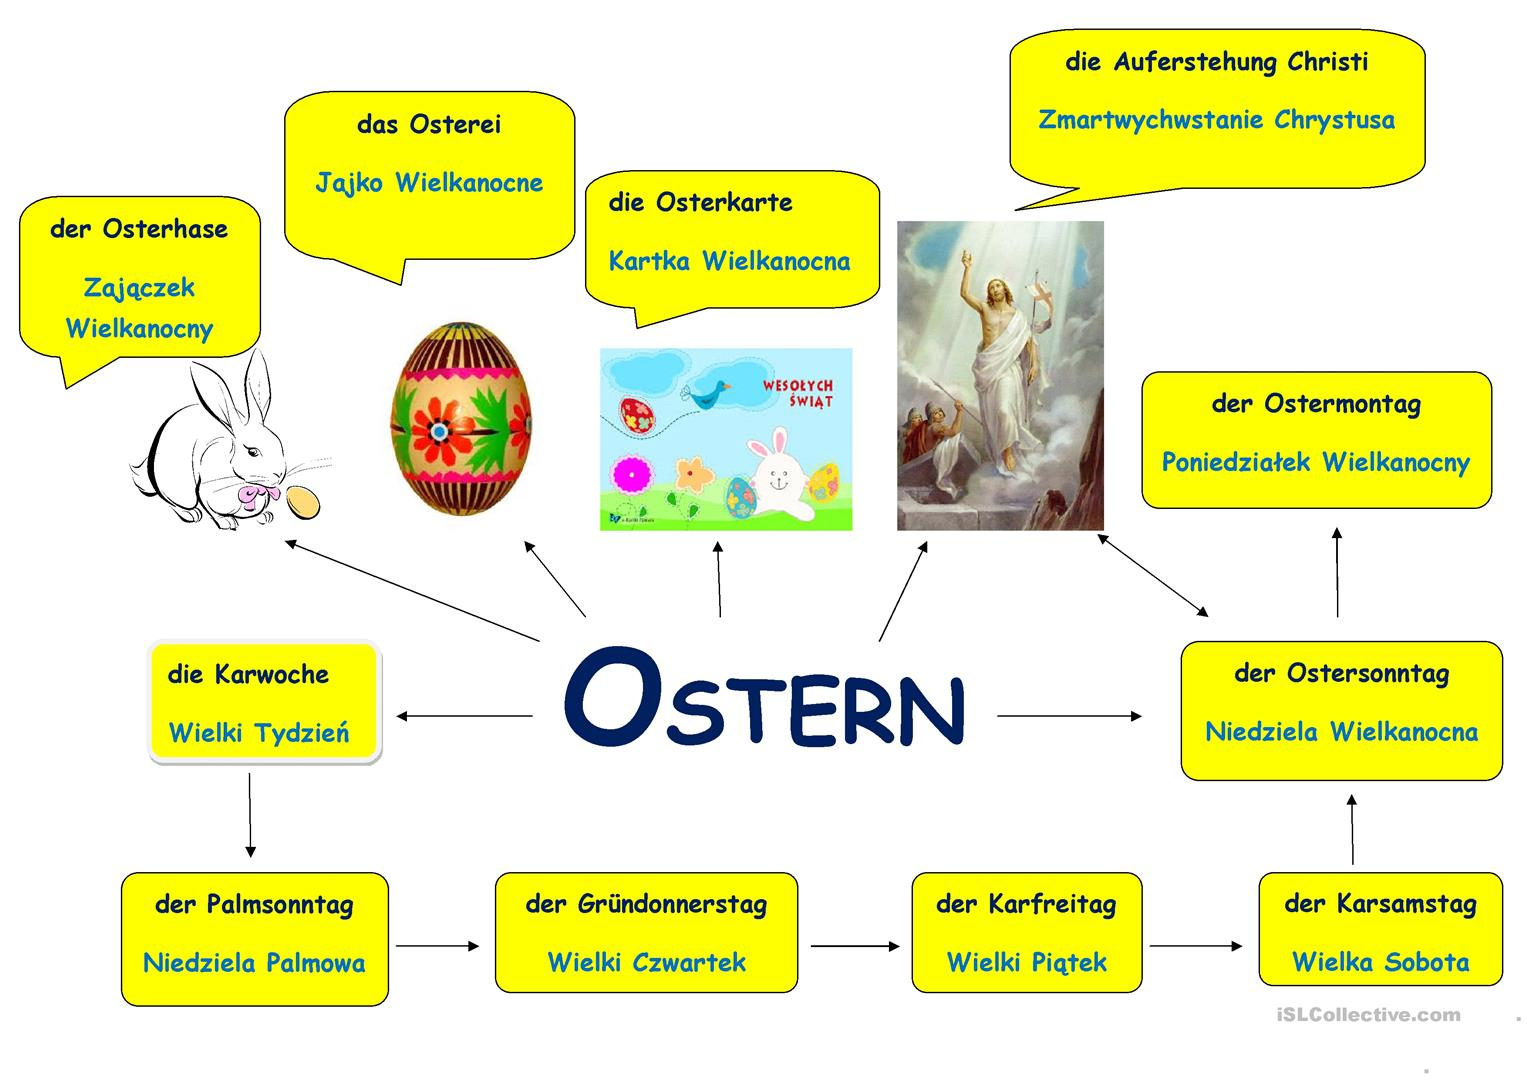 die Auferstehung Christi
Zmartwychwstanie Chrystusa
das Osterei
Jajko Wielkanocne
die Osterkarte
Kartka Wielkanocna
der Osterhase
Zajączek
Wielkanocny
WESOŁYCH
ŚWIĄT
der Ostermontag
Poniedziałek Wielkanocny
die Karwoche
Wielki Tydzień
OSTERN
der Ostersonntag
Niedziela Wielkanocna
der Palmsonntag
Niedziela Palmowa
der Gründonnerstag
Wielki Czwartek
der Karfreitag
Wielki Piątek
der Karsamstag
Wielka Sobota
iSLCollective.com